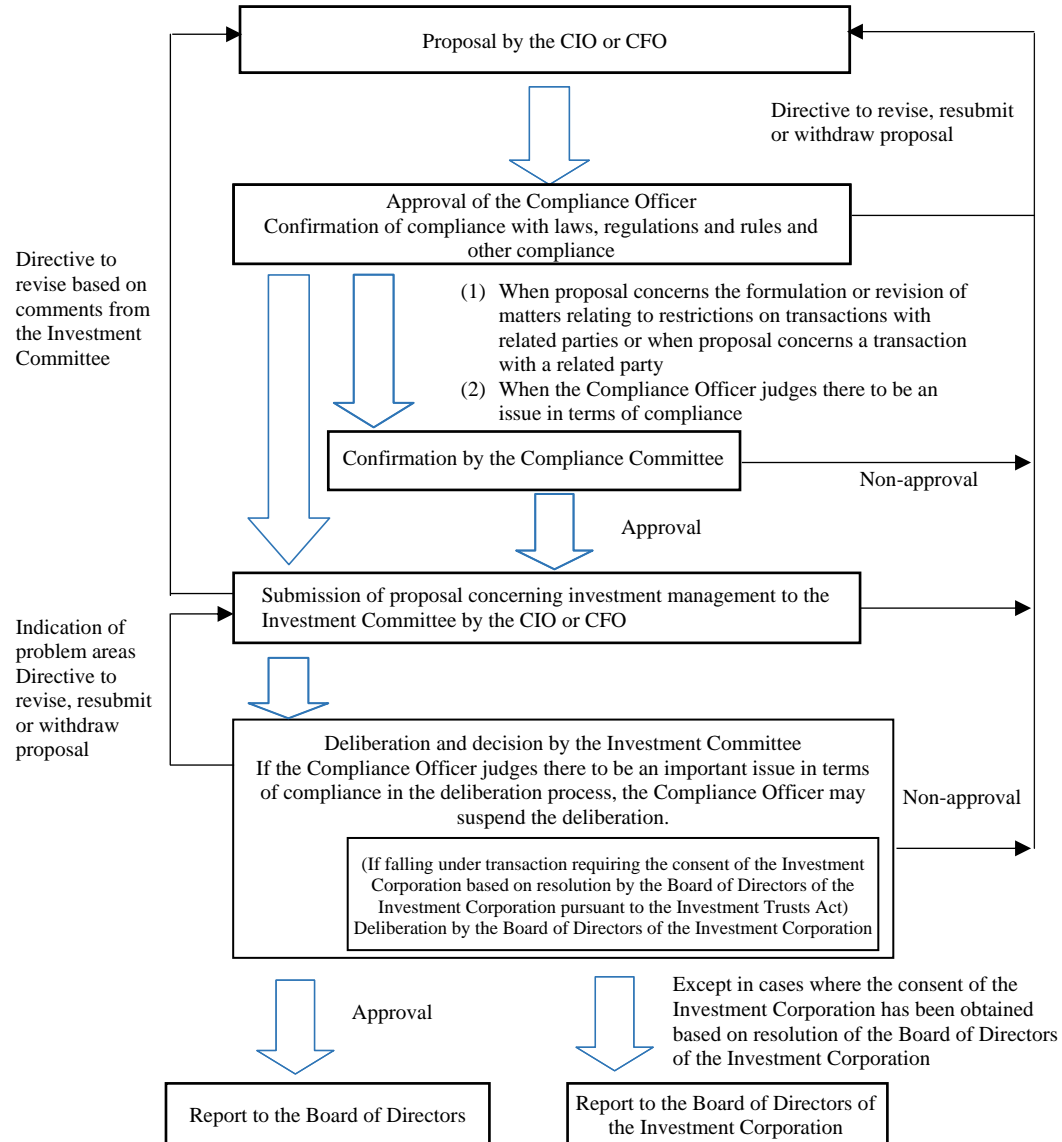 Proposal by the CIO or CFO
Directive to revise, resubmit
or withdraw proposal
Approval of the Compliance Officer
Confirmation of compliance with laws, regulations and rules and
other compliance
Directive to
revise based on
comments from
the Investment
Committee
(1) When proposal concerns the formulation or revision of
matters relating to restrictions on transactions with
related parties or when proposal concerns a transaction
with a related party
(2) When the Compliance Officer judges there to be an
issue in terms of compliance
Confirmation by the Compliance Committee
Non-approval
Approval
Submission of proposal concerning investment management to the
Investment Committee by the CIO or CFO
Indication of
problem areas
Directive to
revise, resubmit
or withdraw
proposal
Deliberation and decision by the Investment Committee
If the Compliance Officer judges there to be an important issue in terms
of compliance in the deliberation process, the Compliance Officer may
suspend the deliberation.
Non-approval
(If falling under transaction requiring the consent of the Investment
Corporation based on resolution by the Board of Directors of the
Investment Corporation pursuant to the Investment Trusts Act)
Deliberation by the Board of Directors of the Investment Corporation
Approval
Except in cases where the consent of the
Investment Corporation has been obtained
based on resolution of the Board of Directors
of the Investment Corporation
Report to the Board of Directors
Report to the Board of Directors of
the Investment Corporation